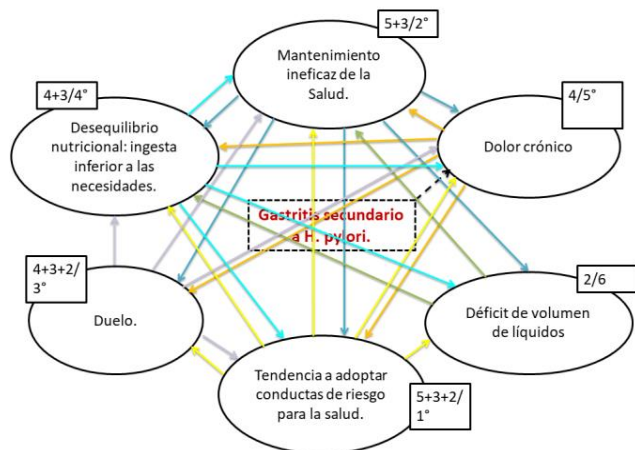 5+3/2°
Mantenimiento
ineficaz de la
Salud.
4+3/4°
Desequilibrio
nutricional: ingesta
inferior a las
necesidades.
4/5°
Dolor crónico
Gastritis secundario
a H. pylori.
4+3+2/
3°
Duelo.
2/6
Déficit de volumen
de líquidos
Tendencia a adoptar
conductas de riesgo
para la salud.
5+3+2/
1°